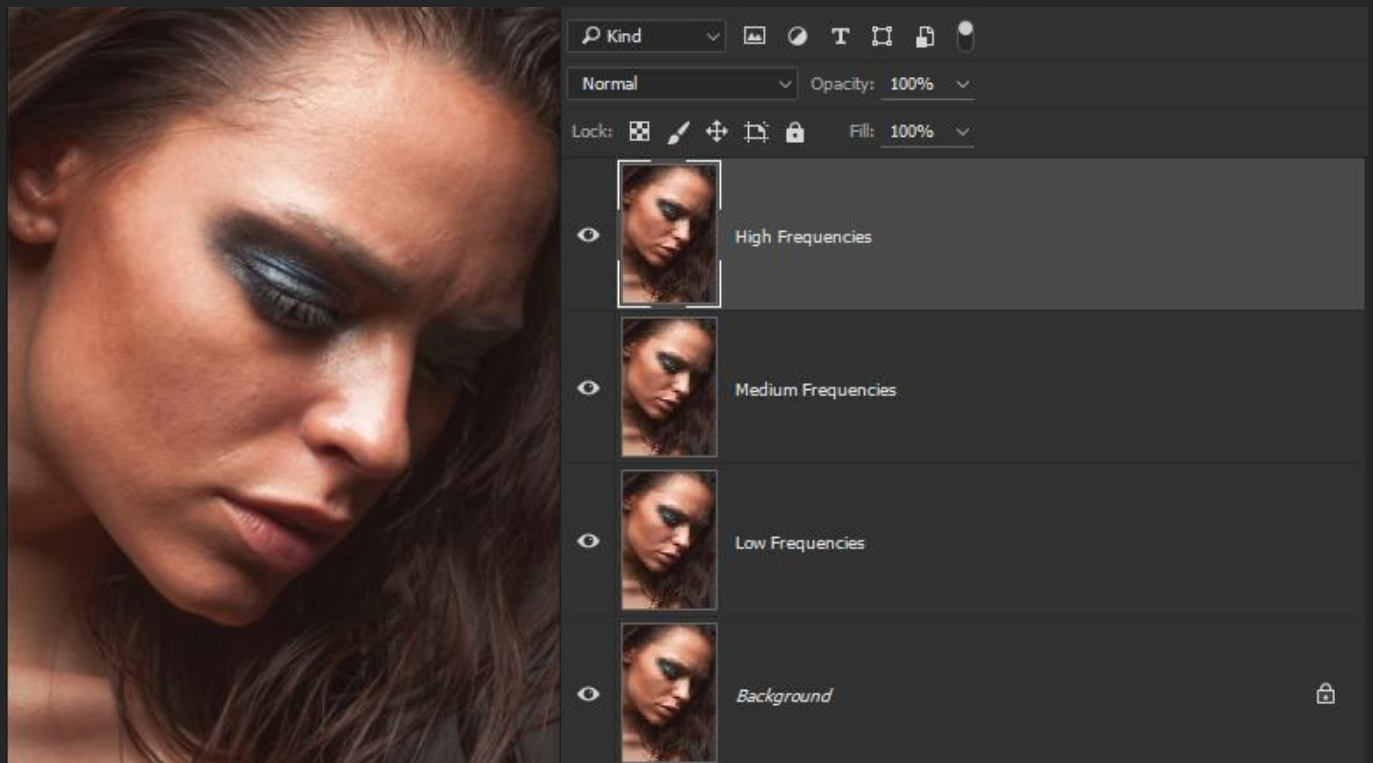 Kind
Normal Opacity: 100%
Lock: Fill: 100%
High Frequencies
Medium Frequencies
Low Frequencies
Background